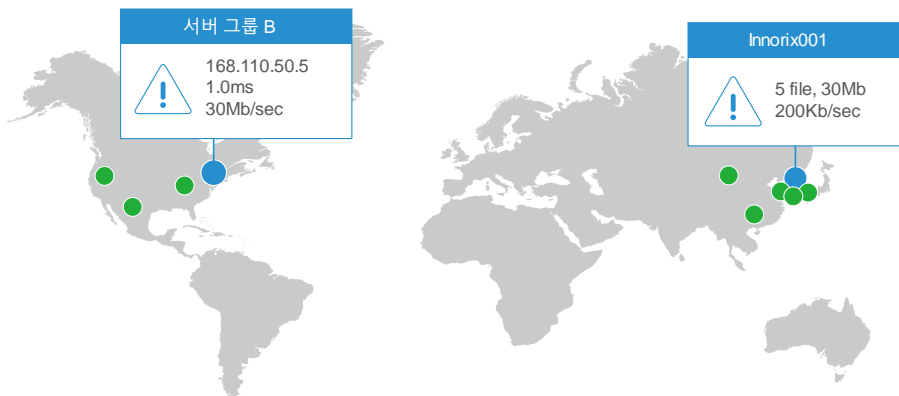 서버 그룹 B
168.110.50.5
1.0ms
30Mb/sec
Innorix001
5 file, 30Mb
200Kb/sec